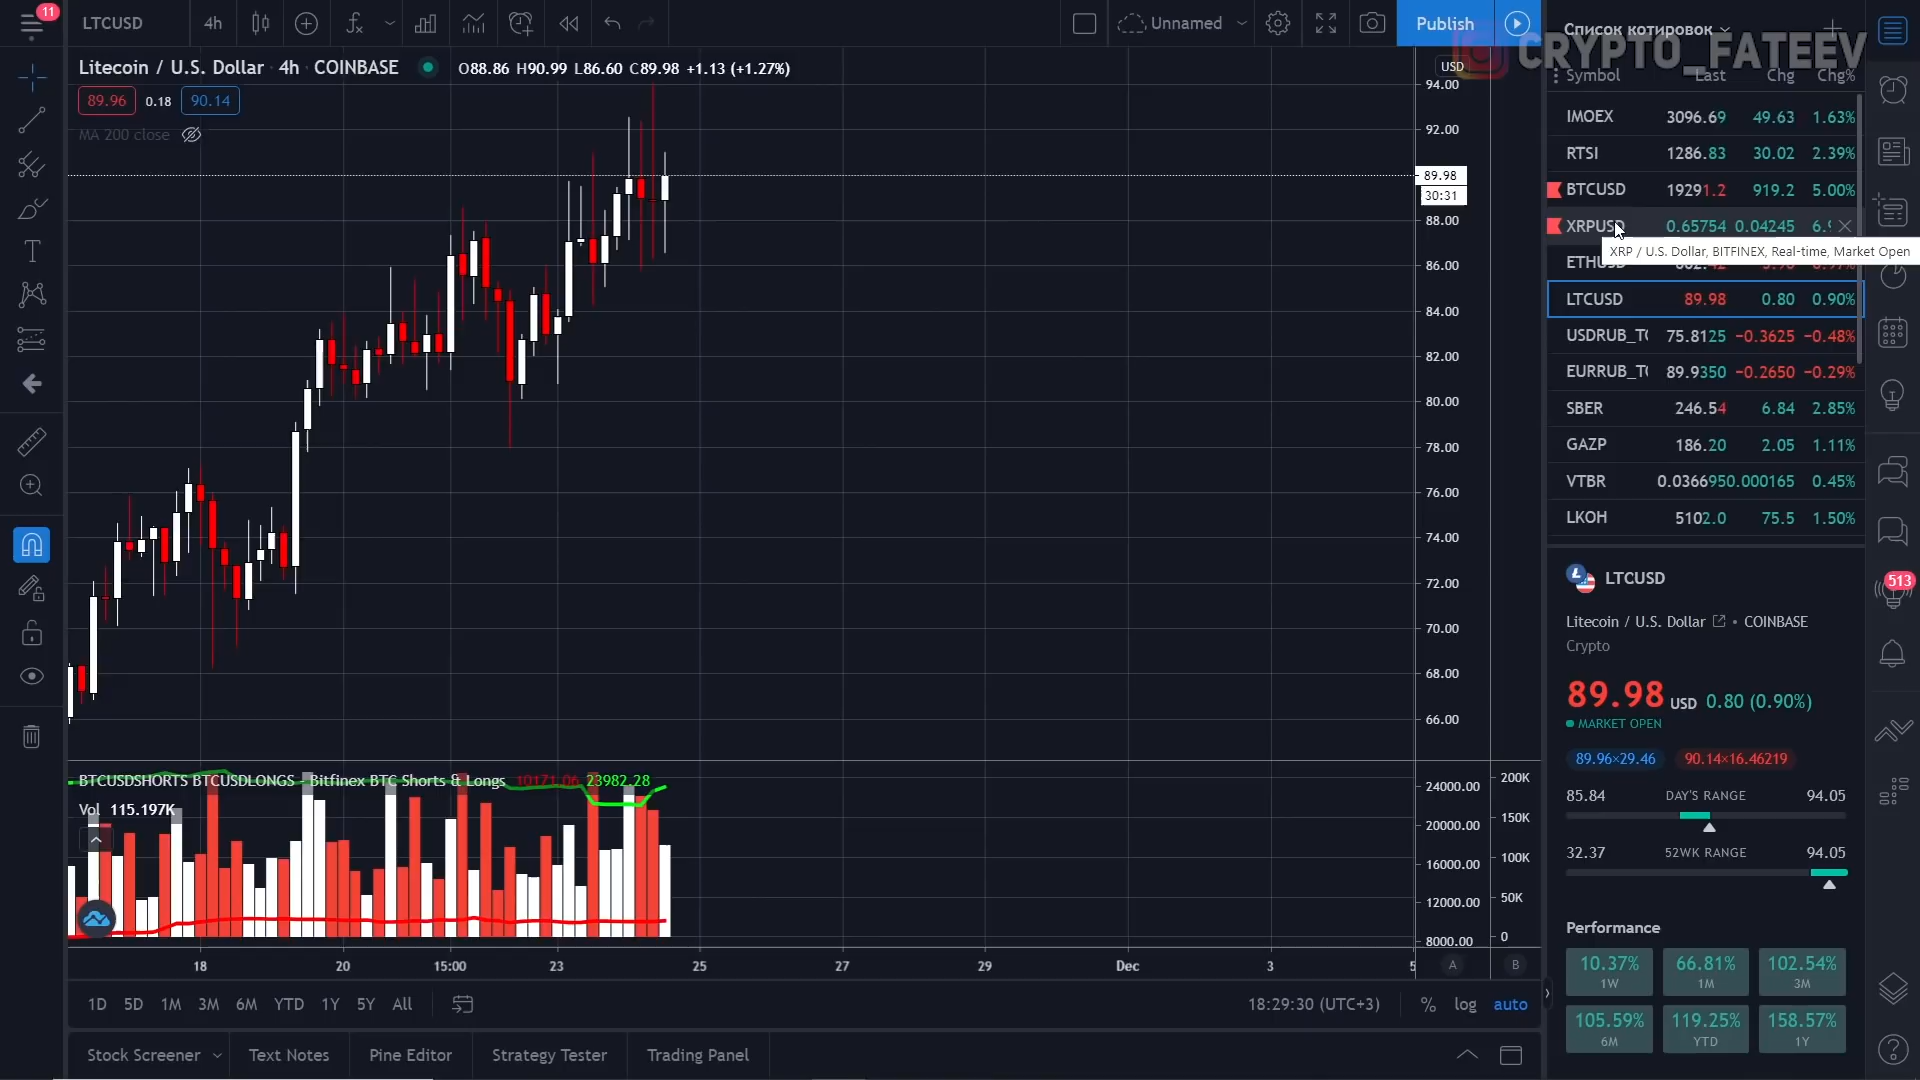 11
LTCUSD
4h
Unnamed
Publish
Список котировок
CRYPTO_FATEEV
Litecoin / U.S. Dollar · 4h · COINBASE
O88.86 H90.99 L86.60 C89.98 +1.13 (+1.27%)
89.96 0.18 90.14
MA 200 close
USD
94.00
92.00
89.98
30:31
88.00
86.00
84.00
82.00
80.00
78.00
76.00
74.00
72.00
70.00
68.00
66.00
BTCUSDSHORTS BTCUSDLONGS - Bitfinex BTC Shorts & Longs 10171.06 23982.28
Vol 115.197K
24000.00 200K
20000.00 150K
16000.00 100K
12000.00 50K
8000.00 0
18 20 15:00 23 25 27 29 Dec 3 5
A B
1D 5D 1M 3M 6M YTD 1Y 5Y All
18:29:30 (UTC+3) % log auto
Stock Screener Text Notes Pine Editor Strategy Tester Trading Panel
Symbol Last Chg Chg%
IMOEX 3096.69 49.63 1.63%
RTSI 1286.83 30.02 2.39%
BTCUSD 19291.2 919.2 5.00%
XRPUSD 0.65754 0.04245
XRP / U.S. Dollar, BITFINEX, Real-time, Market Open
LTCUSD 89.98 0.80 0.90%
USDRUB_TO 75.8125 −0.3625 −0.48%
EURRUB_TO 89.9350 −0.2650 −0.29%
SBER 246.54 6.84 2.85%
GAZP 186.20 2.05 1.11%
VTBR 0.0366950.000165 0.45%
LKOH 5102.0 75.5 1.50%
LTCUSD
Litecoin / U.S. Dollar • COINBASE
Crypto
89.98 USD 0.80 (0.90%)
MARKET OPEN
89.96×29.46 90.14×16.46219
85.84 DAY'S RANGE 94.05
32.37 52WK RANGE 94.05
Performance
10.37% 66.81% 102.54%
1W 1M 3M
105.59% 119.25% 158.57%
6M YTD 1Y
513